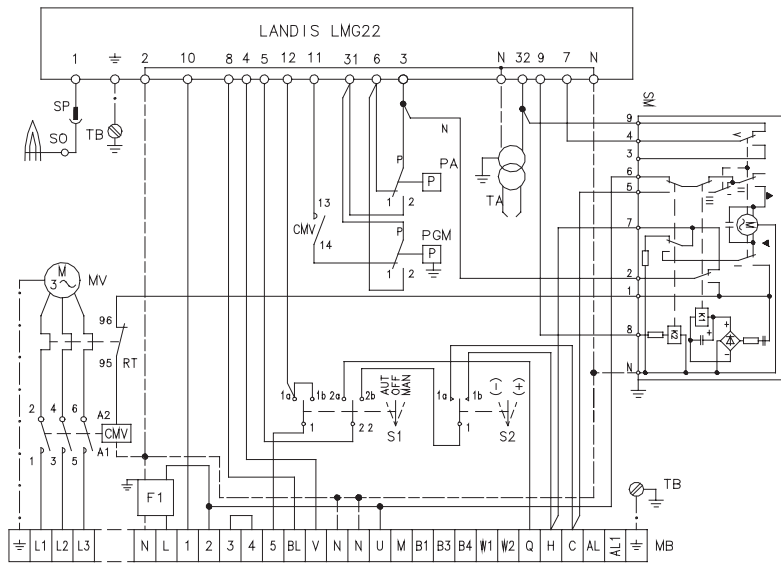 LANDIS LMG22
1 2 10 8 4 5 12 11 31 6 3 N 32 9 7 N
SP
SO
TB
N
SM
9
4
3
6
5
7
2
1
8
N
P
P
PA
1 2
TA
13
CMV
14
P
P
PGM
1 2
M
3
MV
96
95 RT
M
K1
K2
+
+
−
I
II
III
V
1a 1b 2a 2b
AUT
OFF
MAN
1 2 2
S1
1a 1b
(-)
(+)
1
S2
2 4 6 A2
CMV
A1
1 3 5
F1
TB
L1 L2 L3 N L 1 2 3 4 5 BL V N N U M B1 B3 B4 W1 W2 Q H C AL AL1 MB